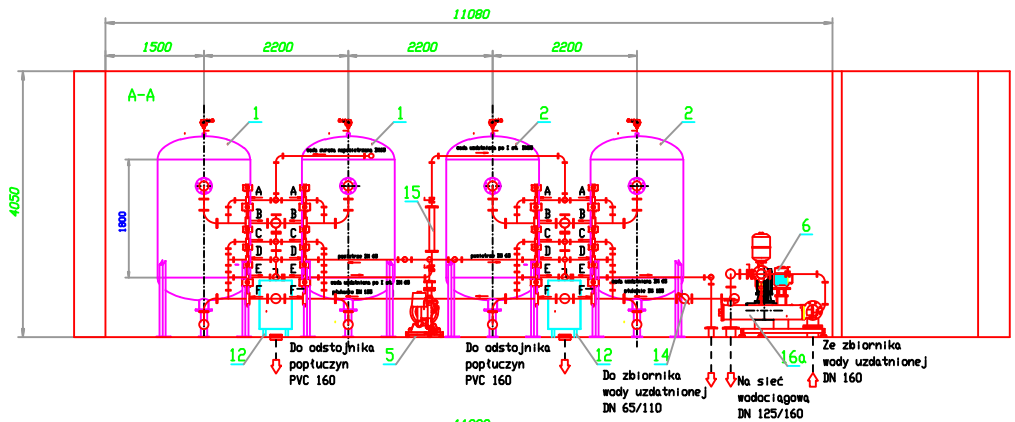 11080
1500 2200 2200 2200
A-A
1 1 2 2
4050
1800
15
6
A A A A
B B B B
C C C C
D D D D
E E E E
F F F F
12
5
12
14
16a
Do odstojnika
popłuczyn
PVC 160
Do odstojnika
popłuczyn
PVC 160
Do zbiornika
wody uzdatnionej
DN 65/110
Na sieć
wodociągową
DN 125/160
Ze zbiornika
wody uzdatnionej
DN 160